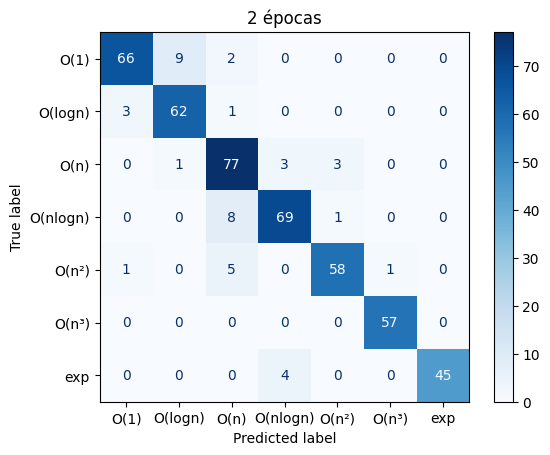 2 épocas
O(1) 66 9 2 0 0 0 0
O(logn) 3 62 1 0 0 0 0
O(n) 0 1 77 3 3 0 0
O(nlogn) 0 0 8 69 1 0 0
O(n²) 1 0 5 0 58 1 0
O(n³) 0 0 0 0 0 57 0
exp 0 0 0 4 0 0 45
O(1) O(logn) O(n) O(nlogn) O(n²) O(n³) exp
Predicted label
True label
70
60
50
40
30
20
10
0